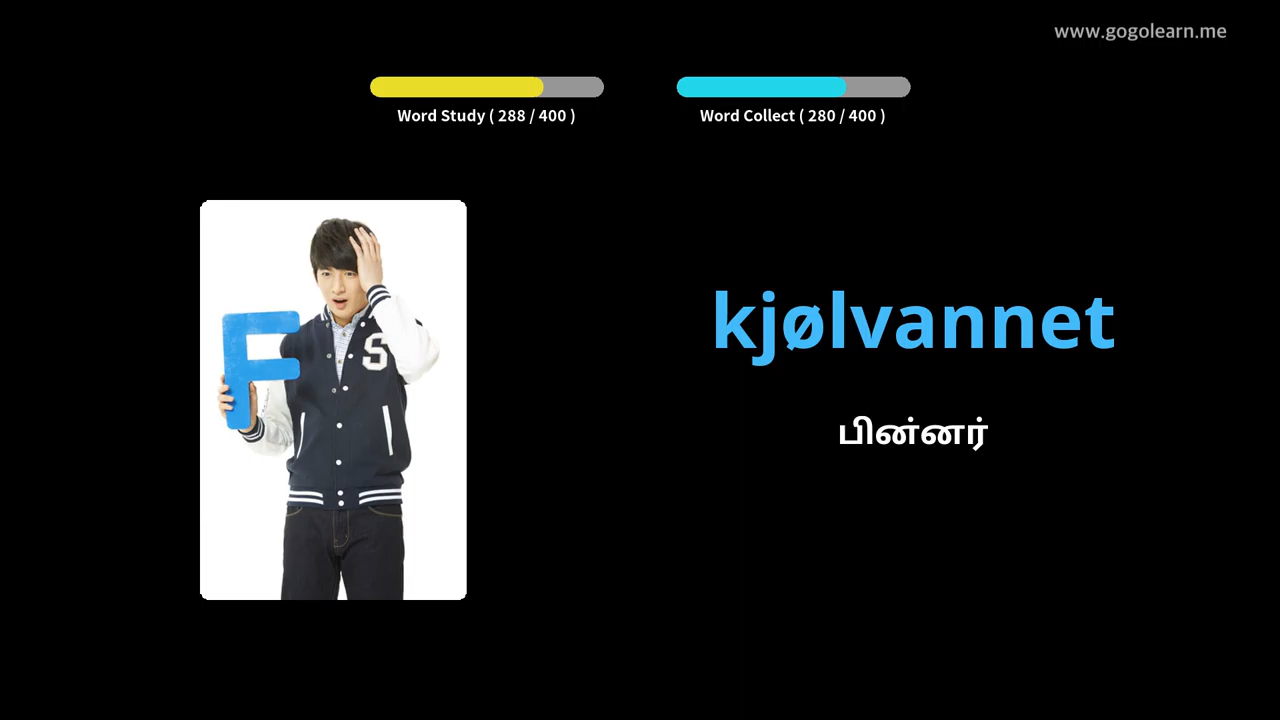 www.gogolearn.me
Word Study ( 288 / 400 )
Word Collect ( 280 / 400 )
F
S
kjølvannet
பின்னர்